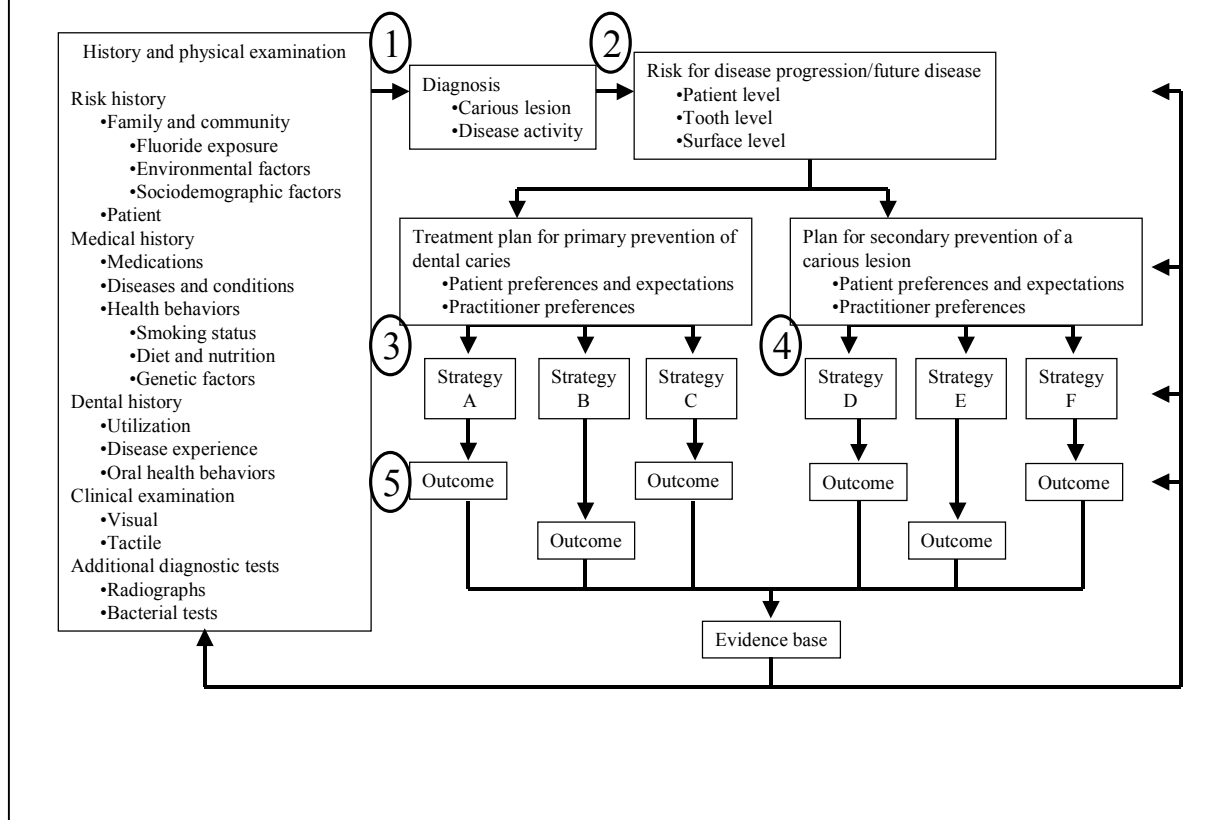 History and physical examination
Risk history
•Family and community
•Fluoride exposure
•Environmental factors
•Sociodemographic factors
•Patient
Medical history
•Medications
•Diseases and conditions
•Health behaviors
•Smoking status
•Diet and nutrition
•Genetic factors
Dental history
•Utilization
•Disease experience
•Oral health behaviors
Clinical examination
•Visual
•Tactile
Additional diagnostic tests
•Radiographs
•Bacterial tests
1
Diagnosis
•Carious lesion
•Disease activity
2
Risk for disease progression/future disease
•Patient level
•Tooth level
•Surface level
Treatment plan for primary prevention of
dental caries
•Patient preferences and expectations
•Practitioner preferences
Plan for secondary prevention of a
carious lesion
•Patient preferences and expectations
•Practitioner preferences
3
Strategy
A
Strategy
B
Strategy
C
4
Strategy
D
Strategy
E
Strategy
F
5
Outcome
Outcome
Outcome
Outcome
Outcome
Outcome
Evidence base